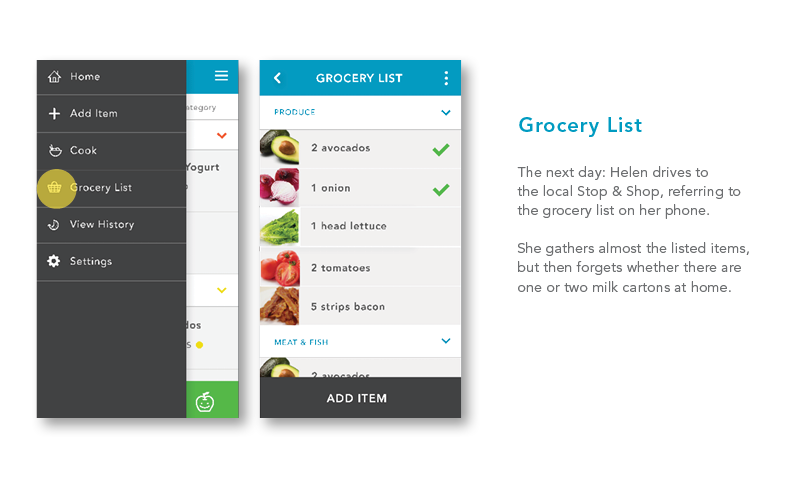 Home
Add Item
Cook
Grocery List
View History
Settings
ategory
Yogurt
dos
S
GROCERY LIST
PRODUCE
2 avocados
1 onion
1 head lettuce
2 tomatoes
5 strips bacon
MEAT & FISH
2 avocados
ADD ITEM
Grocery List
The next day: Helen drives to
the local Stop & Shop, referring to
the grocery list on her phone.
She gathers almost the listed items,
but then forgets whether there are
one or two milk cartons at home.